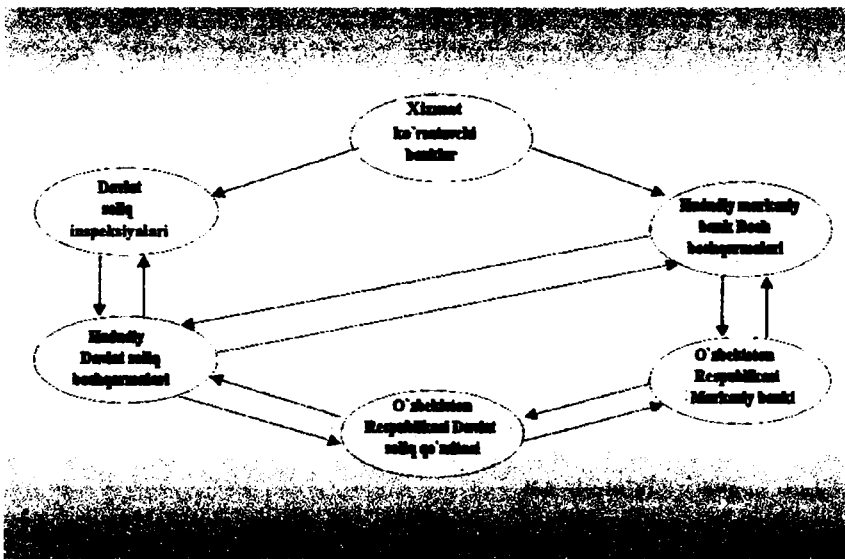 Xizmat
ko`rsatuvchi
banklar
Davlat
soliq
inspeksiyalari
Hududiy markaziy
bank Bosh
boshqarmalari
Hududiy
Davlat soliq
boshqarmalari
O`zbekiston
Respublikasi
Markaziy banki
O`zbekiston
Respublikasi Davlat
soliq qo`mitasi